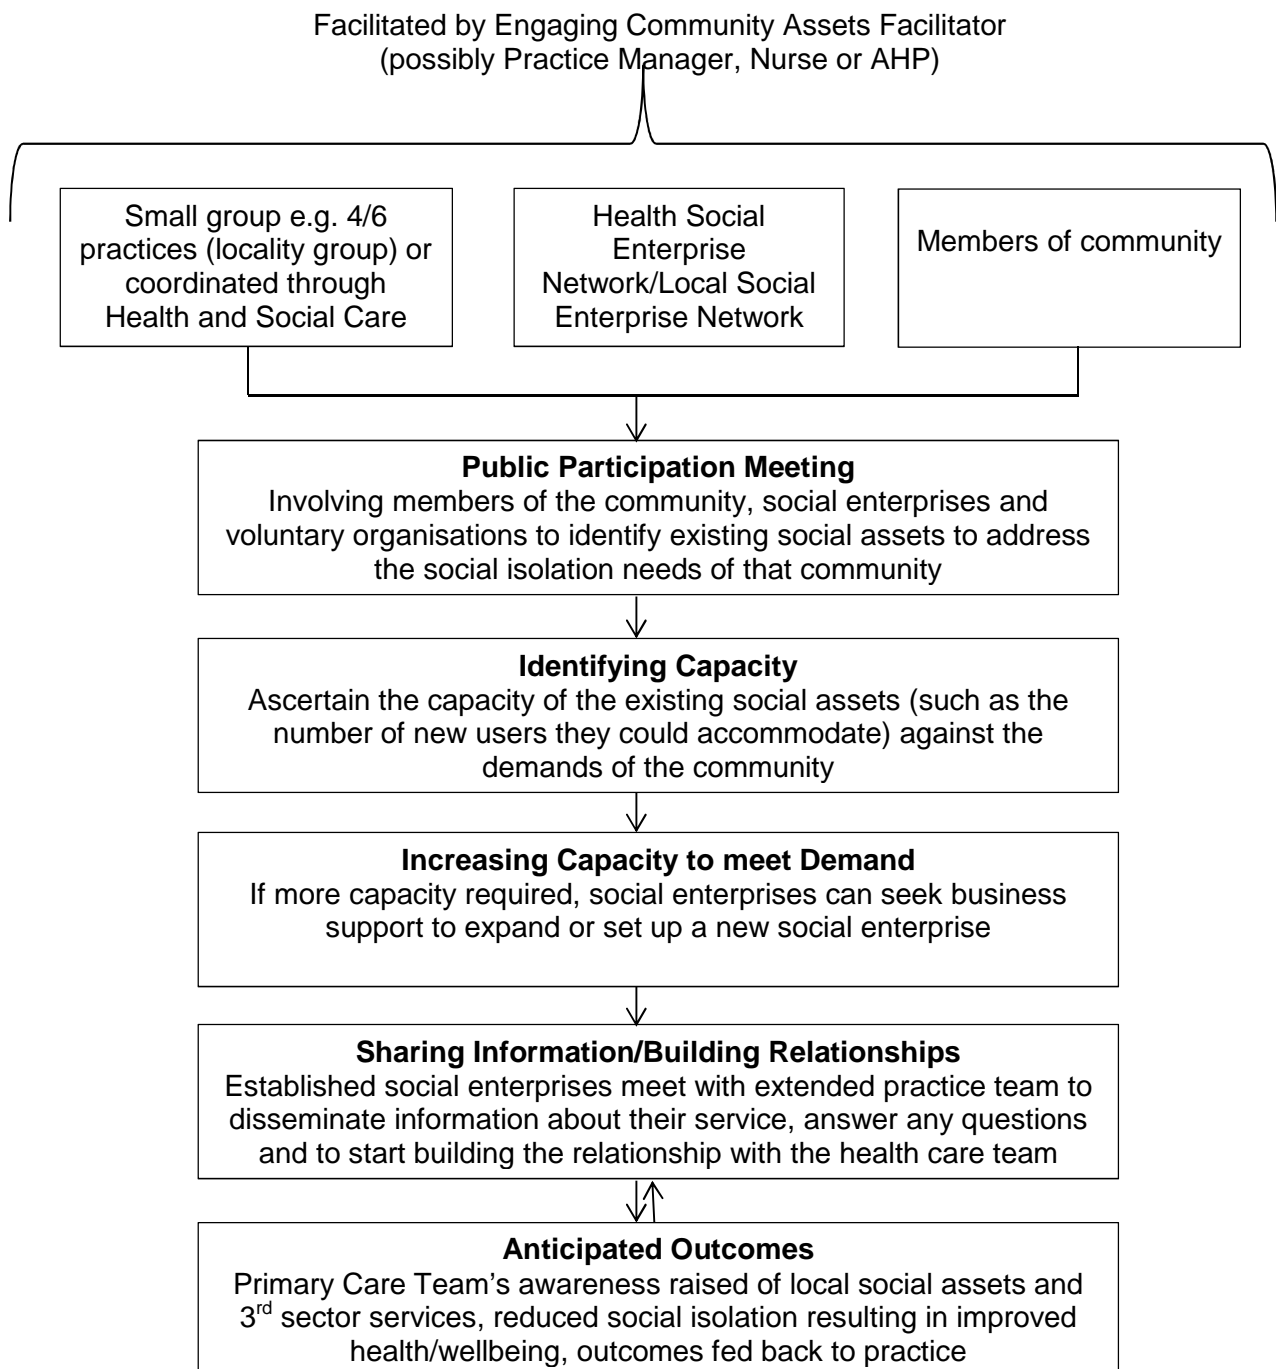 Facilitated by Engaging Community Assets Facilitator
(possibly Practice Manager, Nurse or AHP)
Small group e.g. 4/6
practices (locality group) or
coordinated through
Health and Social Care
Health Social
Enterprise
Network/Local Social
Enterprise Network
Members of community
Public Participation Meeting
Involving members of the community, social enterprises and
voluntary organisations to identify existing social assets to address
the social isolation needs of that community
Identifying Capacity
Ascertain the capacity of the existing social assets (such as the
number of new users they could accommodate) against the
demands of the community
Increasing Capacity to meet Demand
If more capacity required, social enterprises can seek business
support to expand or set up a new social enterprise
Sharing Information/Building Relationships
Established social enterprises meet with extended practice team to
disseminate information about their service, answer any questions
and to start building the relationship with the health care team
Anticipated Outcomes
Primary Care Team’s awareness raised of local social assets and
3rd sector services, reduced social isolation resulting in improved
health/wellbeing, outcomes fed back to practice